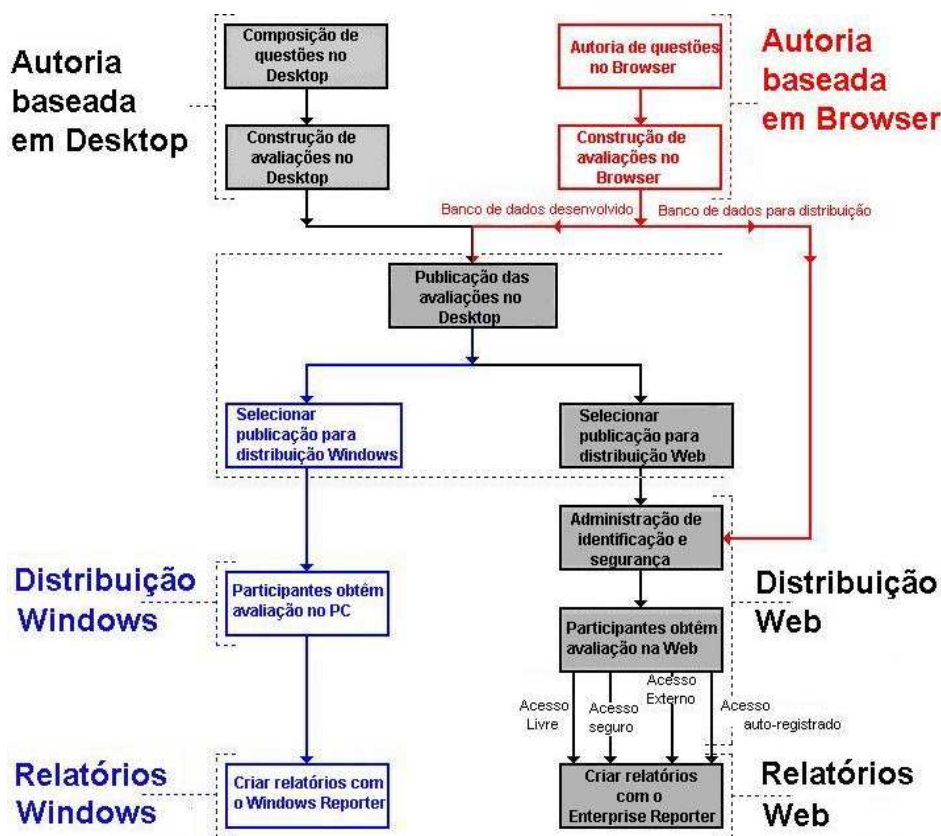 Autoria
baseada
em Desktop
Composição de
questões no
Desktop
Autoria de questões
no Browser
Autoria
baseada
em Browser
Construção de
avaliações no
Desktop
Construção de
avaliações no
Browser
Banco de dados desenvolvido
Banco de dados para distribuição
Publicação das
avaliações no
Desktop
Selecionar
publicação para
distribuição Windows
Selecionar
publicação para
distribuição Web
Administração de
identificação e
segurança
Distribuição
Windows
Participantes obtêm
avaliação no PC
Participantes obtêm
avaliação na Web
Distribuição
Web
Acesso
Livre
Acesso
seguro
Acesso
Externo
Acesso
auto-registrado
Relatórios
Windows
Criar relatórios com
o Windows Reporter
Criar relatórios
com o
Enterprise Reporter
Relatórios
Web